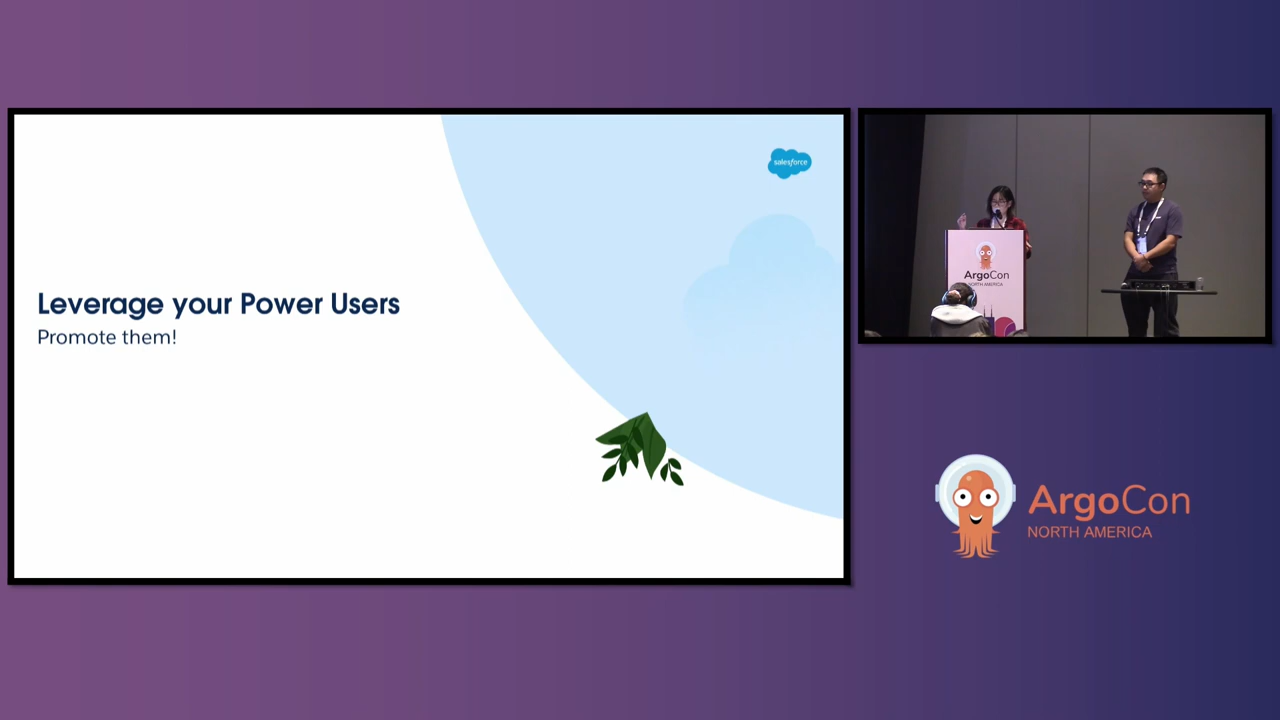 Leverage your Power Users
Promote them!
salesforce
ArgoCon
NORTH AMERICA
ArgoCon
NORTH AMERICA